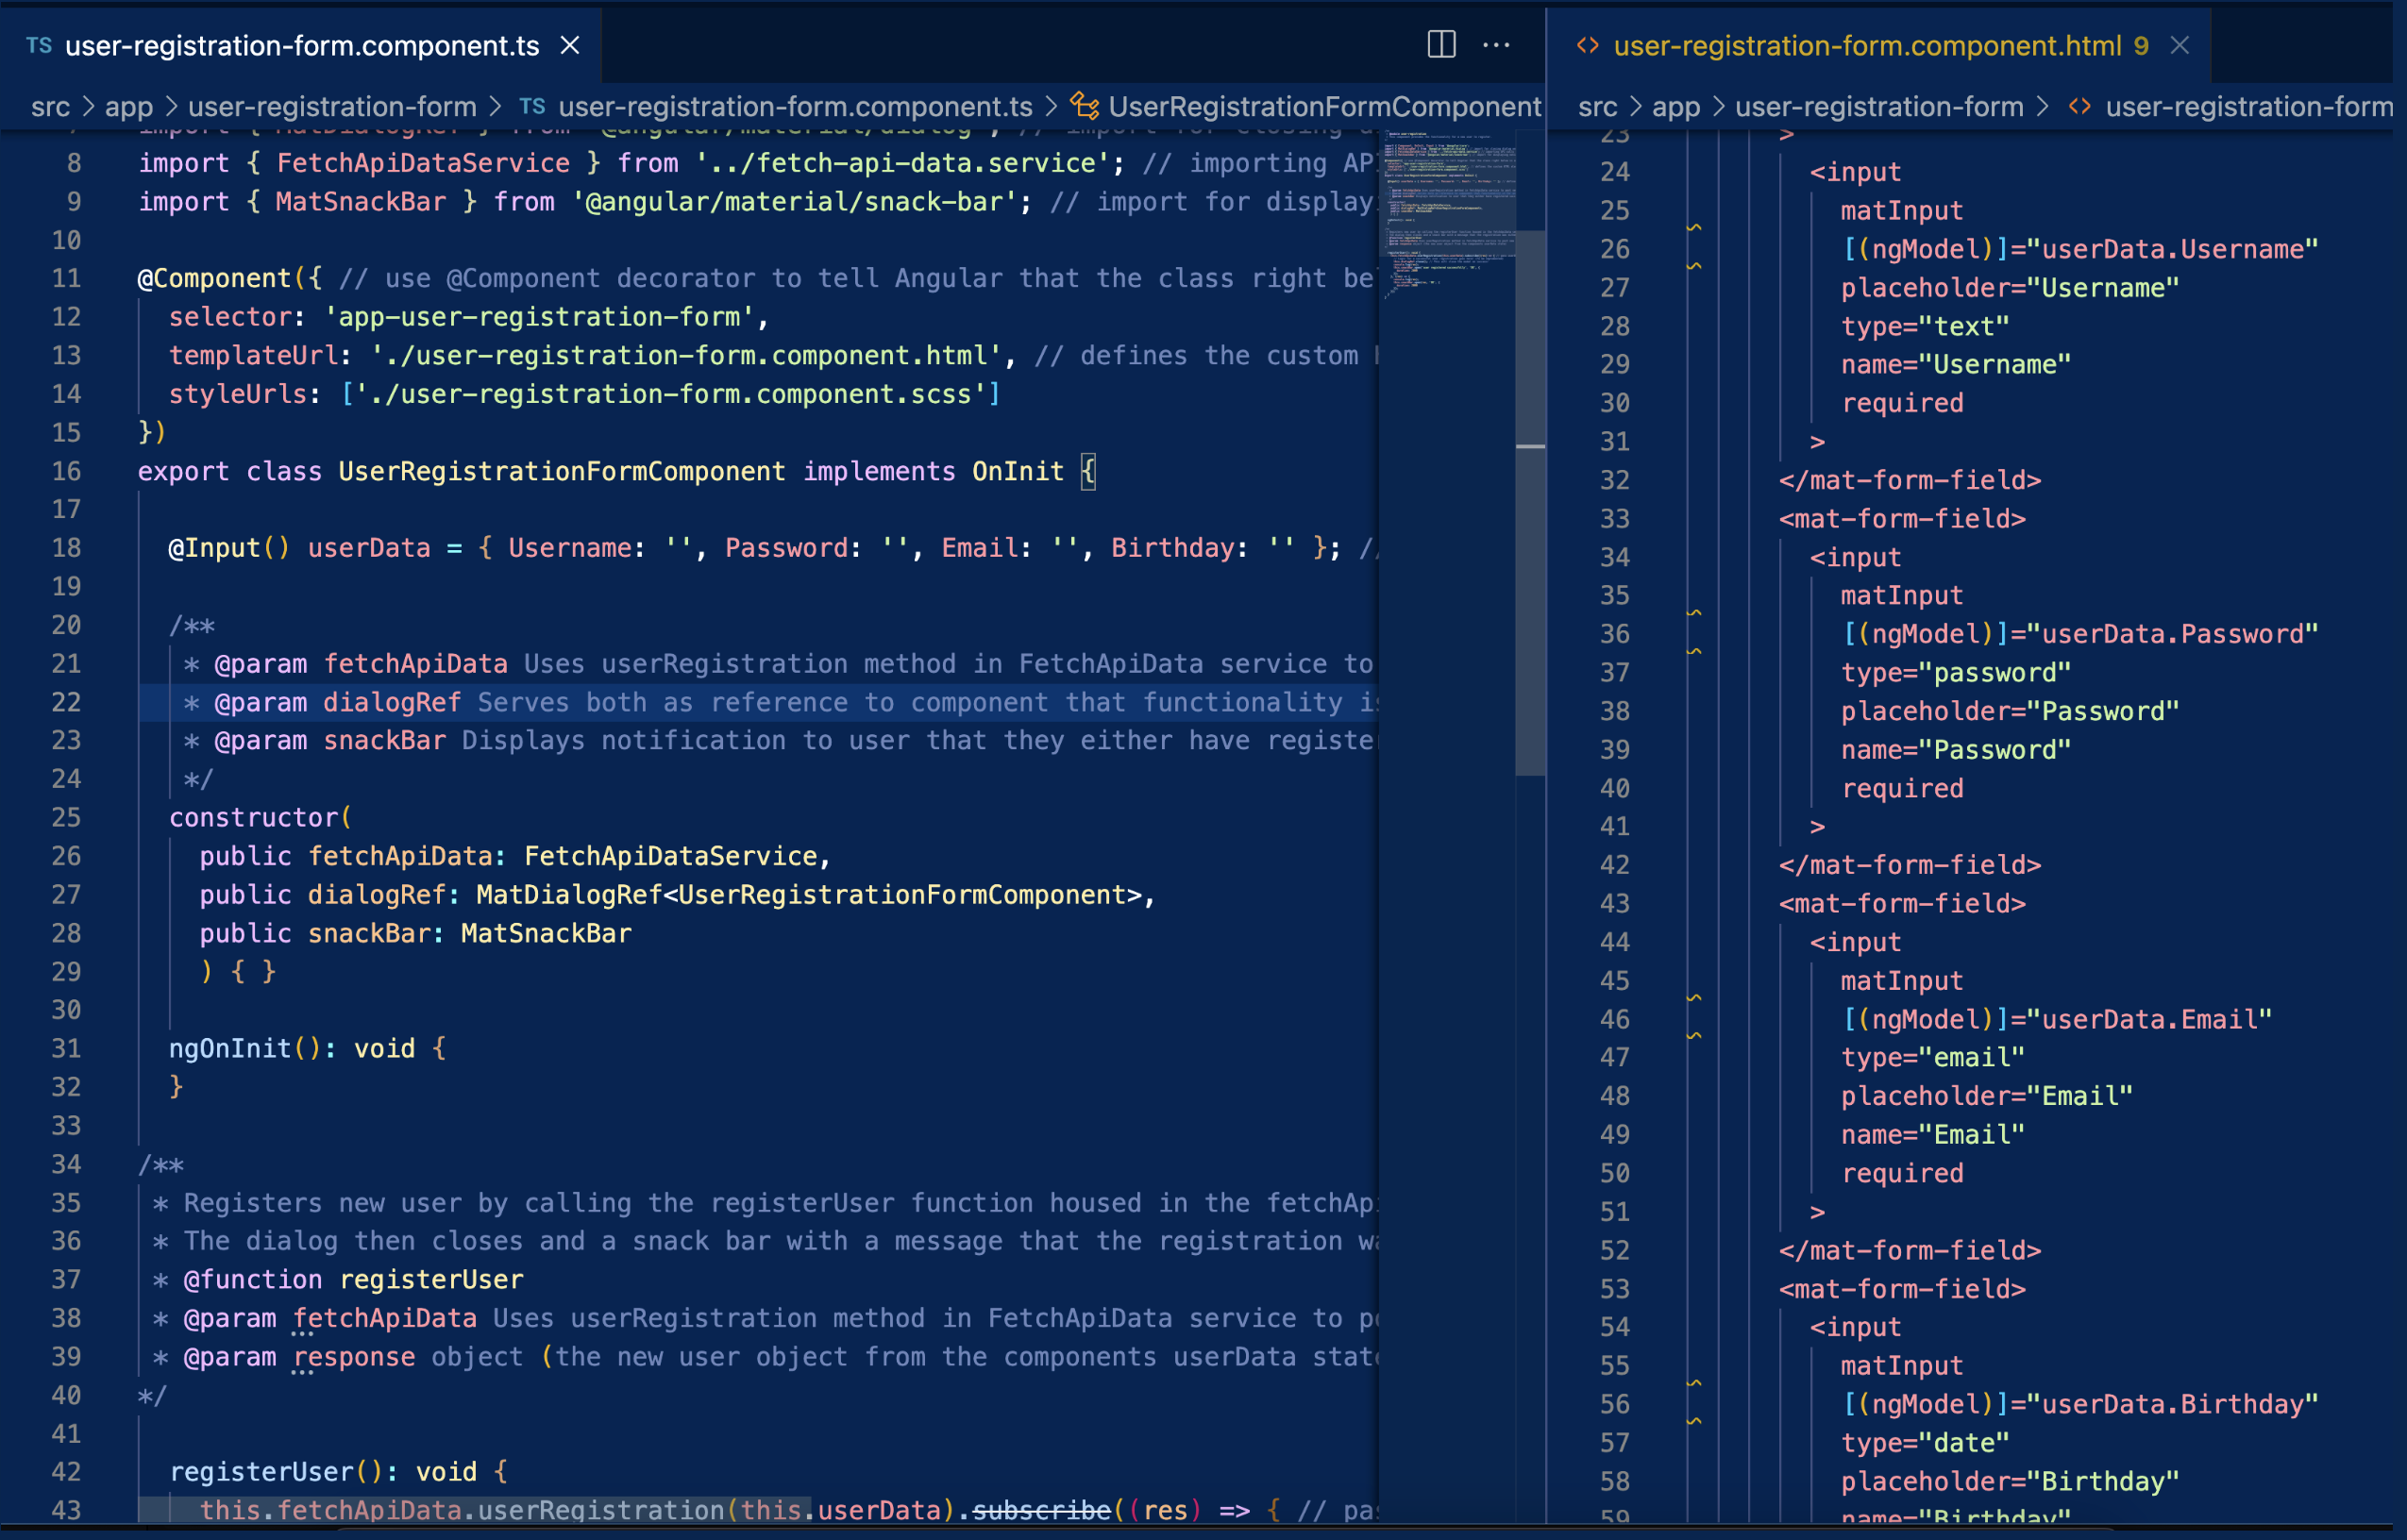 TS user-registration-form.component.ts ×
src > app > user-registration-form > TS user-registration-form.component.ts > UserRegistrationFormComponent
7 import { MatDialogRef } from '@angular/material/dialog'; // import for closing
8 import { FetchApiDataService } from '../fetch-api-data.service'; // importing
9 import { MatSnackBar } from '@angular/material/snack-bar'; // import for
10
11 @Component({ // use @Component decorator to tell Angular that the class right
12 selector: 'app-user-registration-form',
13 templateUrl: './user-registration-form.component.html', // defines the custom
14 styleUrls: ['./user-registration-form.component.scss']
15 })
16 export class UserRegistrationFormComponent implements OnInit {
17
18 @Input() userData = { Username: '', Password: '', Email: '', Birthday: '' }; //
19
20 /**
21 * @param fetchApiData Uses userRegistration method in FetchApiData service to
22 * @param dialogRef Serves both as reference to component that functionality
23 * @param snackBar Displays notification to user that they either have
24 */
25 constructor(
26 public fetchApiData: FetchApiDataService,
27 public dialogRef: MatDialogRef<UserRegistrationFormComponent>,
28 public snackBar: MatSnackBar
29 ) { }
30
31 ngOnInit(): void {
32 }
33
34 /**
35 * Registers new user by calling the registerUser function housed in the
36 * The dialog then closes and a snack bar with a message that the registration
37 * @function registerUser
38 * @param fetchApiData Uses userRegistration method in FetchApiData service to
39 * @param response object (the new user object from the components userData
40 */
41
42 registerUser(): void {
43 this.fetchApiData.userRegistration(this.userData).subscribe((res) => { //
<> user-registration-form.component.html 9 ×
src > app > user-registration-form > <> user-registration-form
23 >
24 <input
25 matInput
26 [(ngModel)]="userData.Username"
27 placeholder="Username"
28 type="text"
29 name="Username"
30 required
31 >
32 </mat-form-field>
33 <mat-form-field>
34 <input
35 matInput
36 [(ngModel)]="userData.Password"
37 type="password"
38 placeholder="Password"
39 name="Password"
40 required
41 >
42 </mat-form-field>
43 <mat-form-field>
44 <input
45 matInput
46 [(ngModel)]="userData.Email"
47 type="email"
48 placeholder="Email"
49 name="Email"
50 required
51 >
52 </mat-form-field>
53 <mat-form-field>
54 <input
55 matInput
56 [(ngModel)]="userData.Birthday"
57 type="date"
58 placeholder="Birthday"
59 name="Birthday"